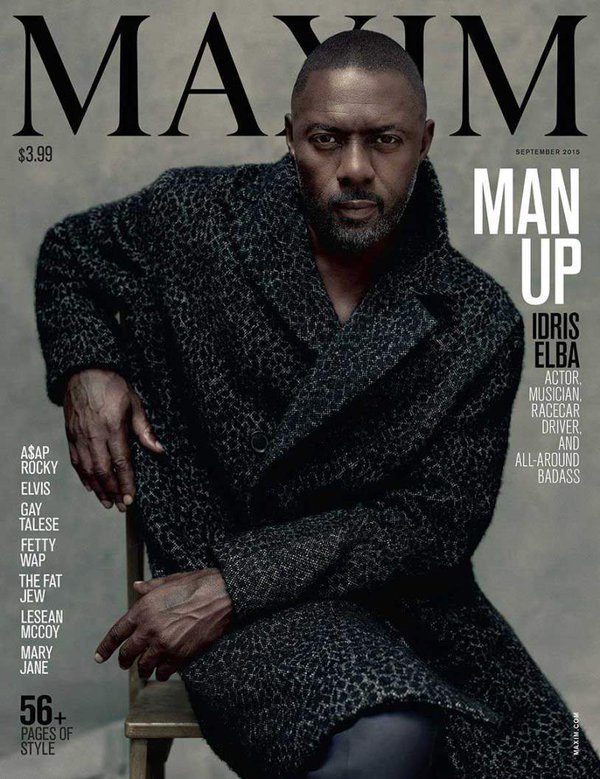 MAXIM
$3.99
SEPTEMBER 2015
MAN
UP
IDRIS
ELBA
ACTOR,
MUSICIAN,
RACECAR
DRIVER,
AND
ALL-AROUND
BADASS
A$AP
ROCKY
ELVIS
GAY
TALESE
FETTY
WAP
THE FAT
JEW
LESEAN
MCCOY
MARY
JANE
56+
PAGES OF
STYLE
MAXIM.COM